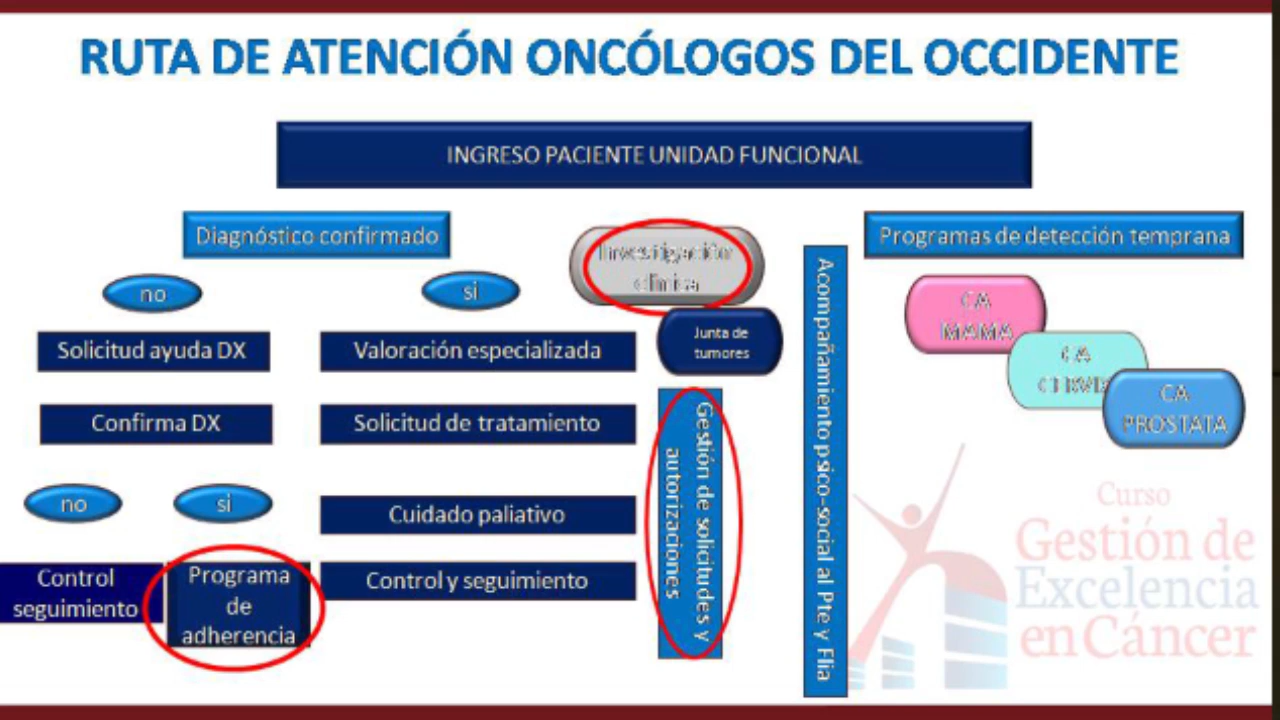 RUTA DE ATENCIÓN ONCÓLOGOS DEL OCCIDENTE
INGRESO PACIENTE UNIDAD FUNCIONAL
Diagnóstico confirmado
no
si
Solicitud ayuda DX
Valoración especializada
Confirma DX
Solicitud de tratamiento
no
si
Cuidado paliativo
Control
seguimiento
Programa
de
adherencia
Control y seguimiento
Investigación
clínica
Junta de
tumores
Gestión de solicitudes y
autorizaciones
Acompañamiento psico-social al Pte y Flia
Programas de detección temprana
CA
MAMA
CA
CA
PROSTATA
Curso
Gestión de
Excelencia
en Cáncer